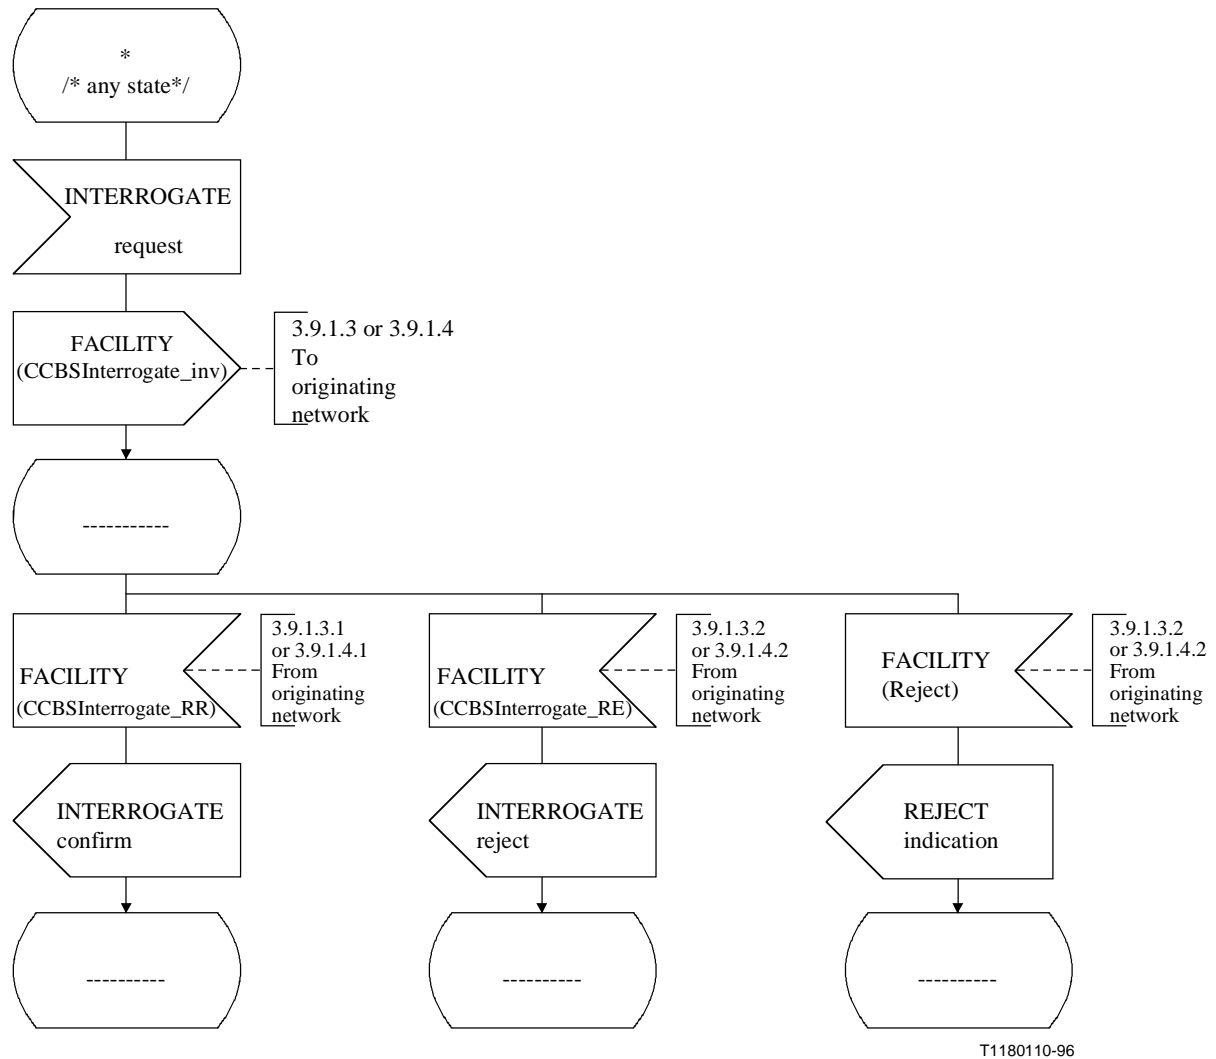 *
/* any state*/
INTERROGATE
request
FACILITY
(CCBSInterrogate_inv)
3.9.1.3 or 3.9.1.4
To
originating
network
-----------
FACILITY
(CCBSInterrogate_RR)
3.9.1.3.1
or 3.9.1.4.1
From
originating
network
FACILITY
(CCBSInterrogate_RE)
3.9.1.3.2
or 3.9.1.4.2
From
originating
network
FACILITY
(Reject)
3.9.1.3.2
or 3.9.1.4.2
From
originating
network
INTERROGATE
confirm
INTERROGATE
reject
REJECT
indication
----------
----------
----------
T1180110-96